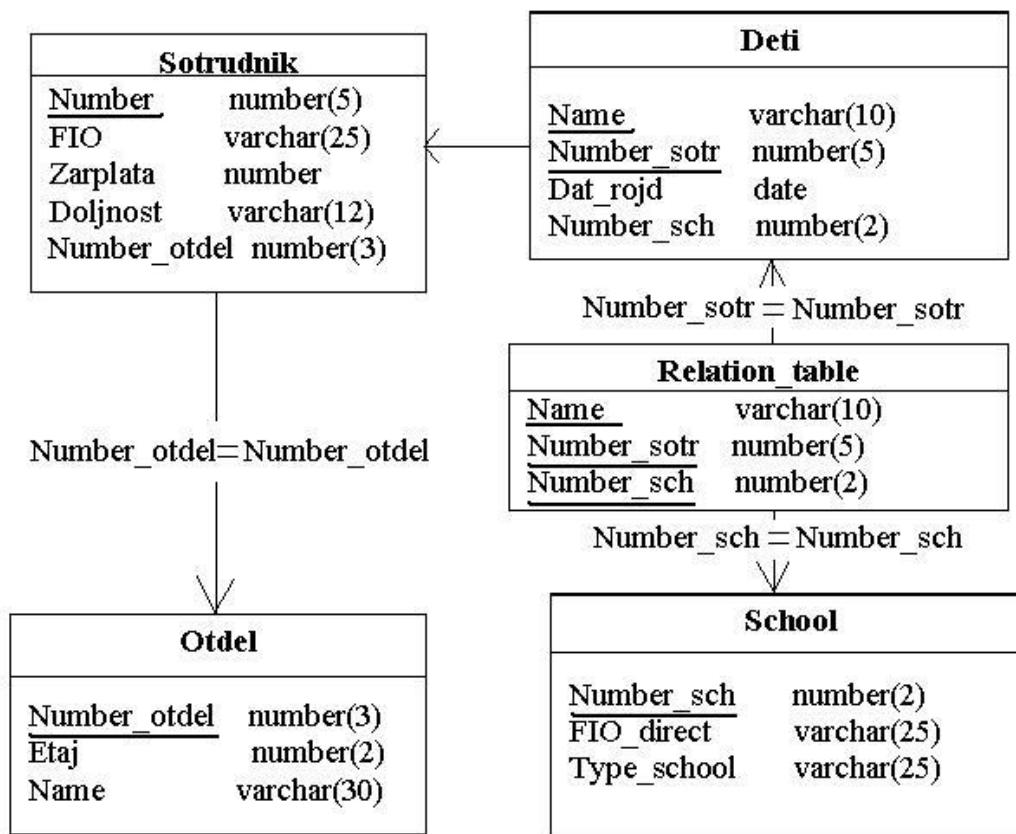 Sotrudnik
Number number(5)
FIO varchar(25)
Zarplata number
Doljnost varchar(12)
Number_otdel number(3)
Deti
Name varchar(10)
Number_sotr number(5)
Dat_rojd date
Number_sch number(2)
Number_sotr = Number_sotr
Relation_table
Name varchar(10)
Number_sotr number(5)
Number_sch number(2)
Number_otdel=Number_otdel
Number_sch = Number_sch
Otdel
Number_otdel number(3)
Etaj number(2)
Name varchar(30)
School
Number_sch number(2)
FIO_direct varchar(25)
Type_school varchar(25)